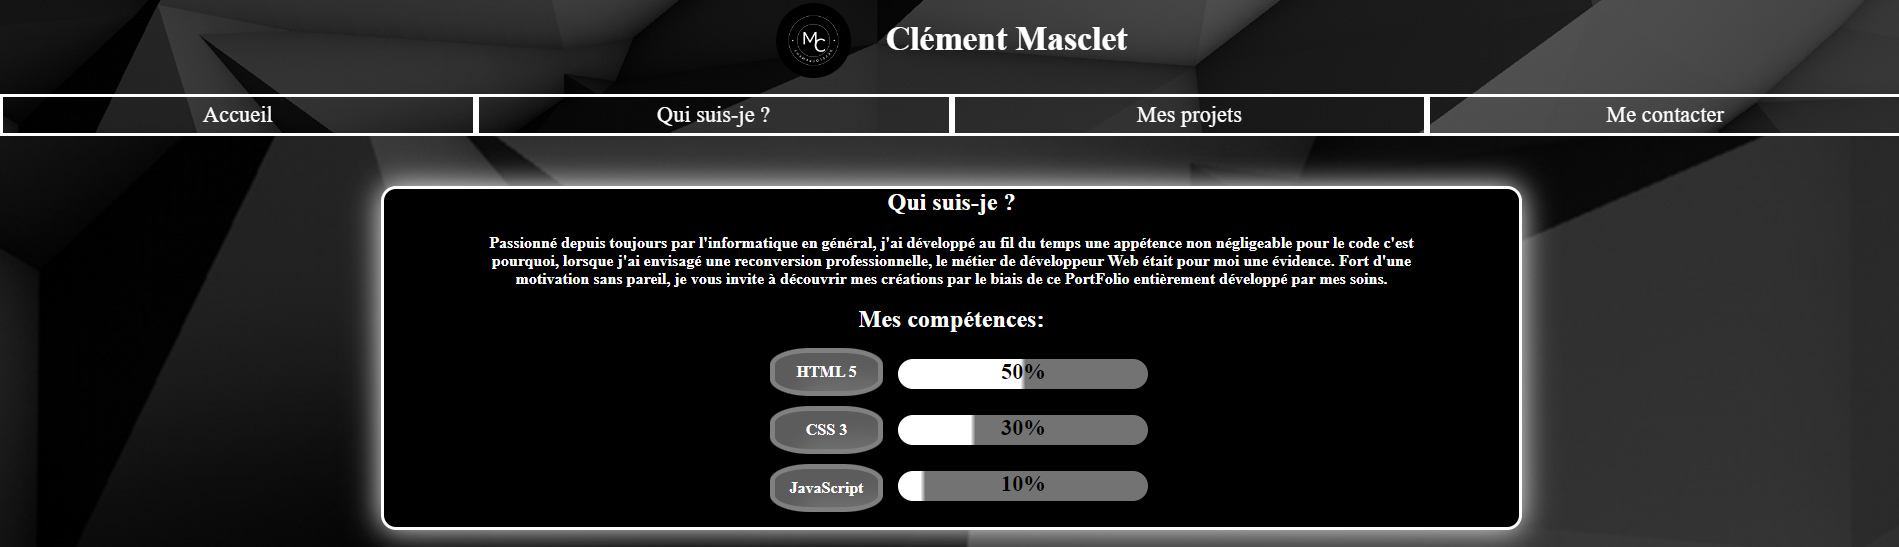 MC
Clément Masclet
Accueil
Qui suis-je ?
Mes projets
Me contacter
Qui suis-je ?
Passionné depuis toujours par l'informatique en général, j'ai développé au fil du temps une appétence non négligeable pour le code c'est
pourquoi, lorsque j'ai envisagé une reconversion professionnelle, le métier de développeur Web était pour moi une évidence. Fort d'une
motivation sans pareil, je vous invite à découvrir mes créations par le biais de ce PortFolio entièrement développé par mes soins.
Mes compétences:
HTML 5
50%
CSS 3
30%
JavaScript
10%